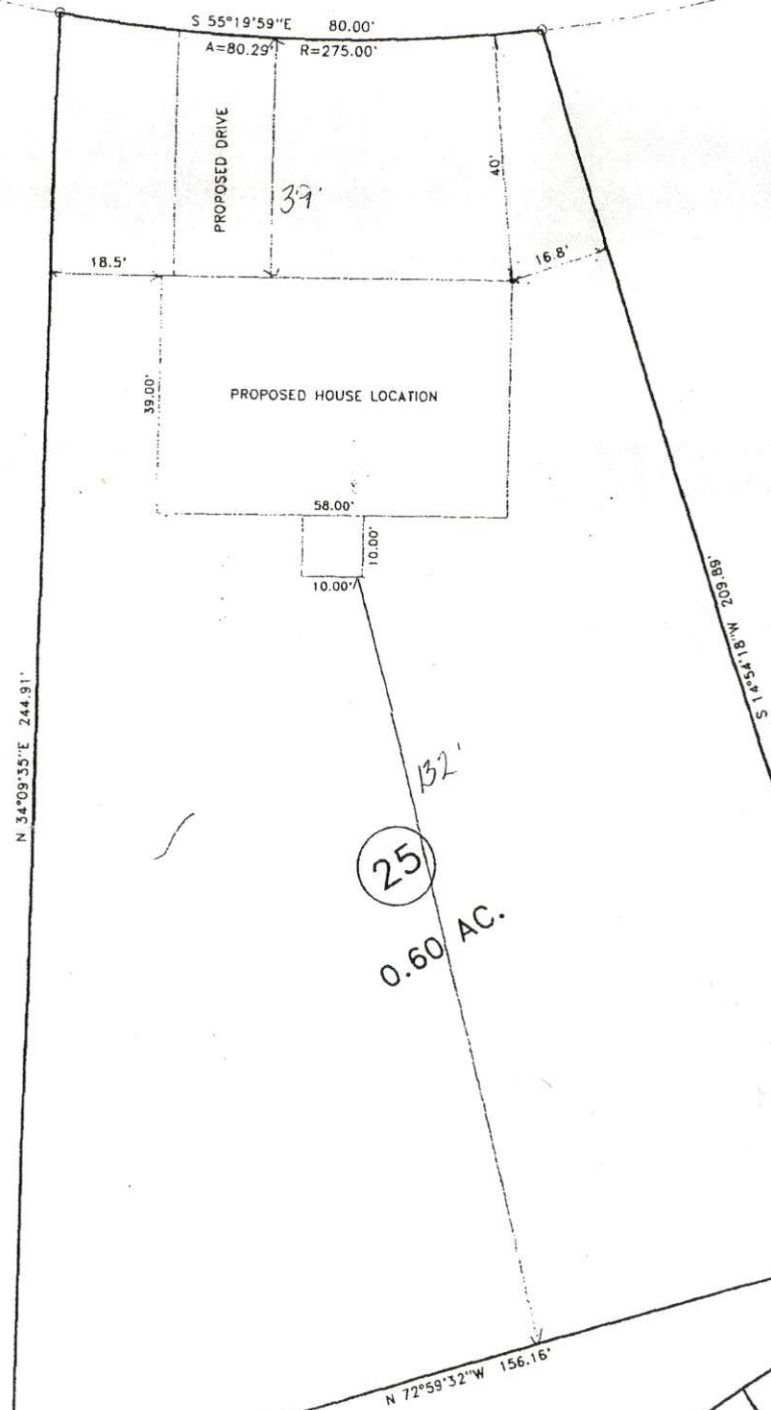 S 55°19'59"E 80.00'
A=80.29' R=275.00'
PROPOSED DRIVE
39'
40'
18.5'
16.8'
39.00'
PROPOSED HOUSE LOCATION
58.00'
10.00'
10.00'
N 34°09'35"E 244.91'
S 14°54'18"W 209.89'
132'
25
0.60 AC.
N 72°59'32"W 156.16'